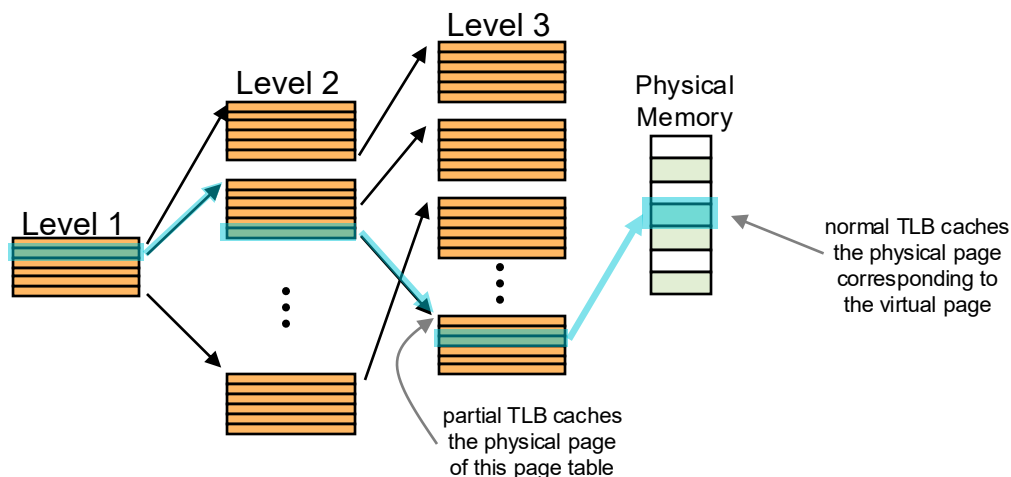 Level 3
Level 2
Physical
Memory
Level 1
normal TLB caches
the physical page
corresponding to
the virtual page
partial TLB caches
the physical page
of this page table